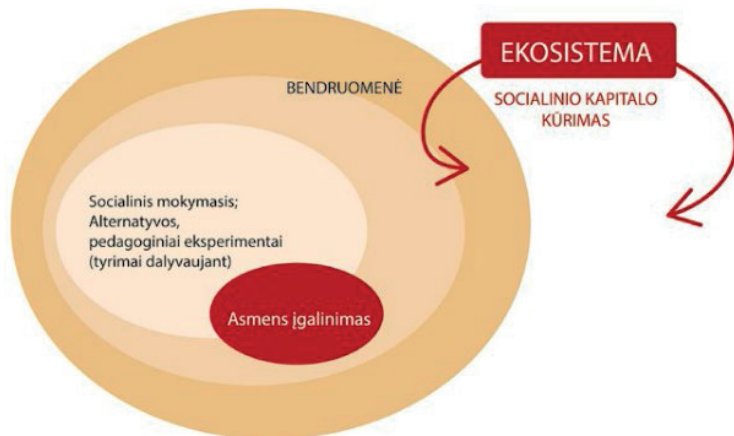 EKOSISTEMA
SOCIALINIO KAPITALO
KŪRIMAS
BENDRUOMENĖ
Socialinis mokymasis;
Alternatyvos,
pedagoginiai eksperimentai
(tyrimai dalyvaujant)
Asmens įgalinimas